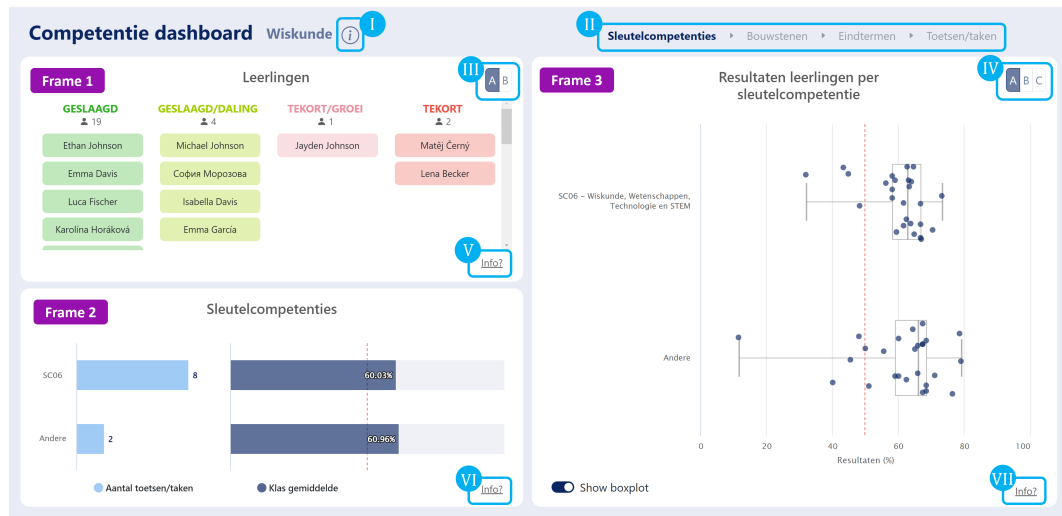 Competentie dashboard Wiskunde i I
II Sleutelcompetenties Bouwstenen Eindtermen Toetsen/taken
Frame 1
Leerlingen
III A B
GESLAAGD
19
Ethan Johnson
Emma Davis
Luca Fischer
Karolína Horáková
GESLAAGD/DALING
4
Michael Johnson
София Морозова
Isabella Davis
Emma García
TEKORT/GROEI
1
Jayden Johnson
TEKORT
2
Matěj Černý
Lena Becker
V
Info?
Frame 2
Sleutelcompetenties
SC06 8 60.03%
Andere 2 60.96%
Aantal toetsen/taken Klas gemiddelde
VI
Info?
Frame 3
Resultaten leerlingen per
sleutelcompetentie
IV A B C
SC06 – Wiskunde, Wetenschappen,
Technologie en STEM
Andere
0 20 40 60 80 100
Resultaten (%)
Show boxplot
VII
Info?